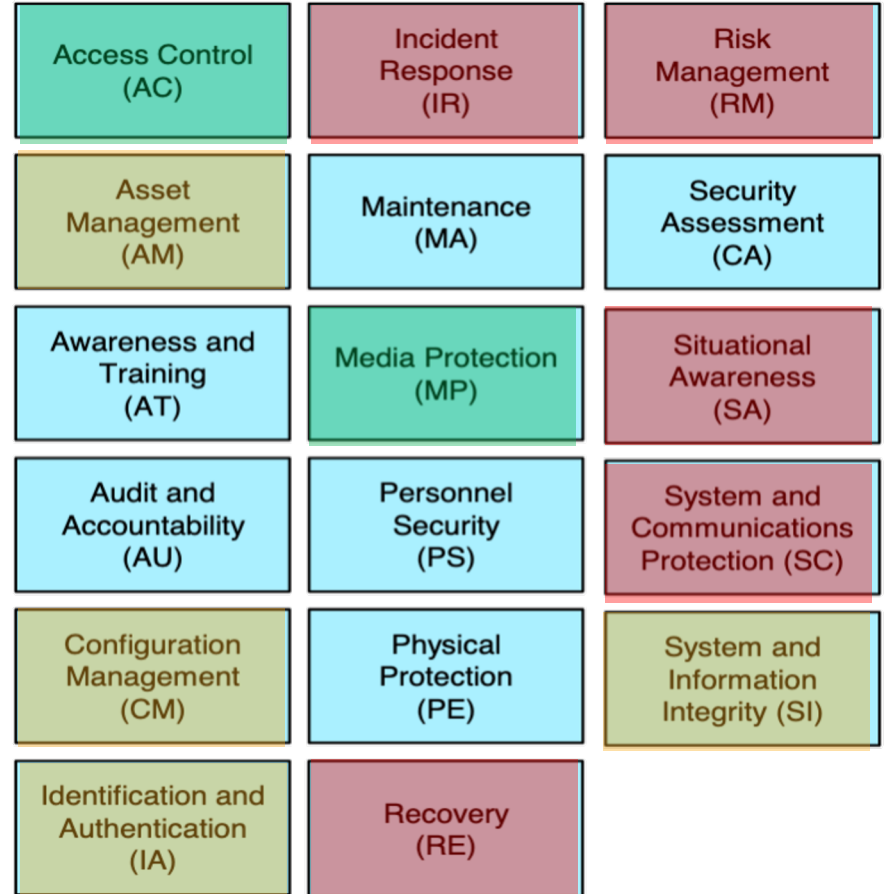 Access Control
(AC)
Incident
Response
(IR)
Risk
Management
(RM)
Asset
Management
(AM)
Maintenance
(MA)
Security
Assessment
(CA)
Awareness and
Training
(AT)
Media Protection
(MP)
Situational
Awareness
(SA)
Audit and
Accountability
(AU)
Personnel
Security
(PS)
System and
Communications
Protection (SC)
Configuration
Management
(CM)
Physical
Protection
(PE)
System and
Information
Integrity (SI)
Identification and
Authentication
(IA)
Recovery
(RE)